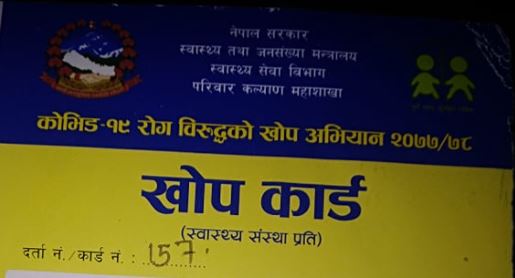 नेपाल सरकार
स्वास्थ्य तथा जनसंख्या मन्त्रालय
स्वास्थ्य सेवा विभाग
परिवार कल्याण महाशाखा
कोभिड-१९ रोग विरुद्धको खोप अभियान २०७७/७८
खोप कार्ड
(स्वास्थ्य संस्था प्रति)
दर्ता नं./कार्ड नं. : 157